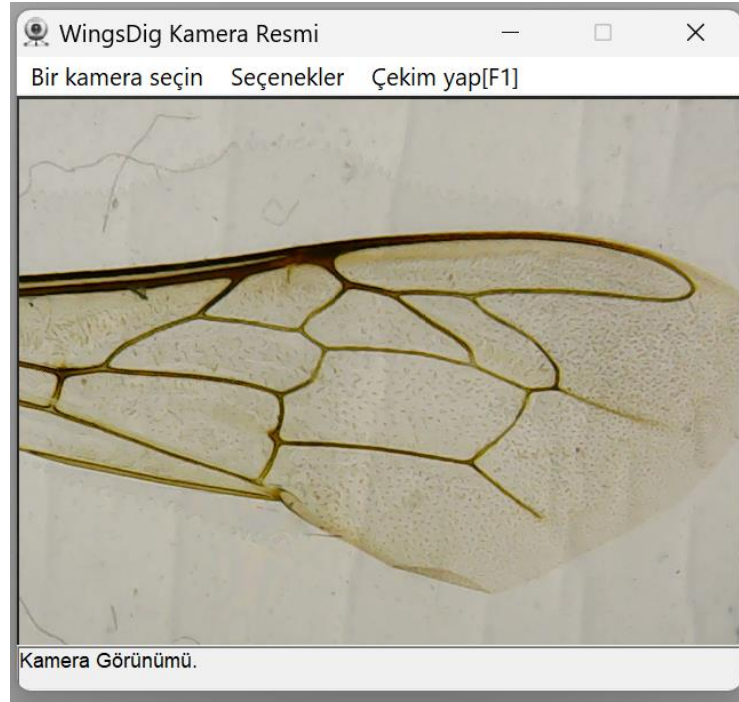 WingsDig Kamera Resmi
Bir kamera seçin Seçenekler Çekim yap[F1]
Kamera Görünümü.